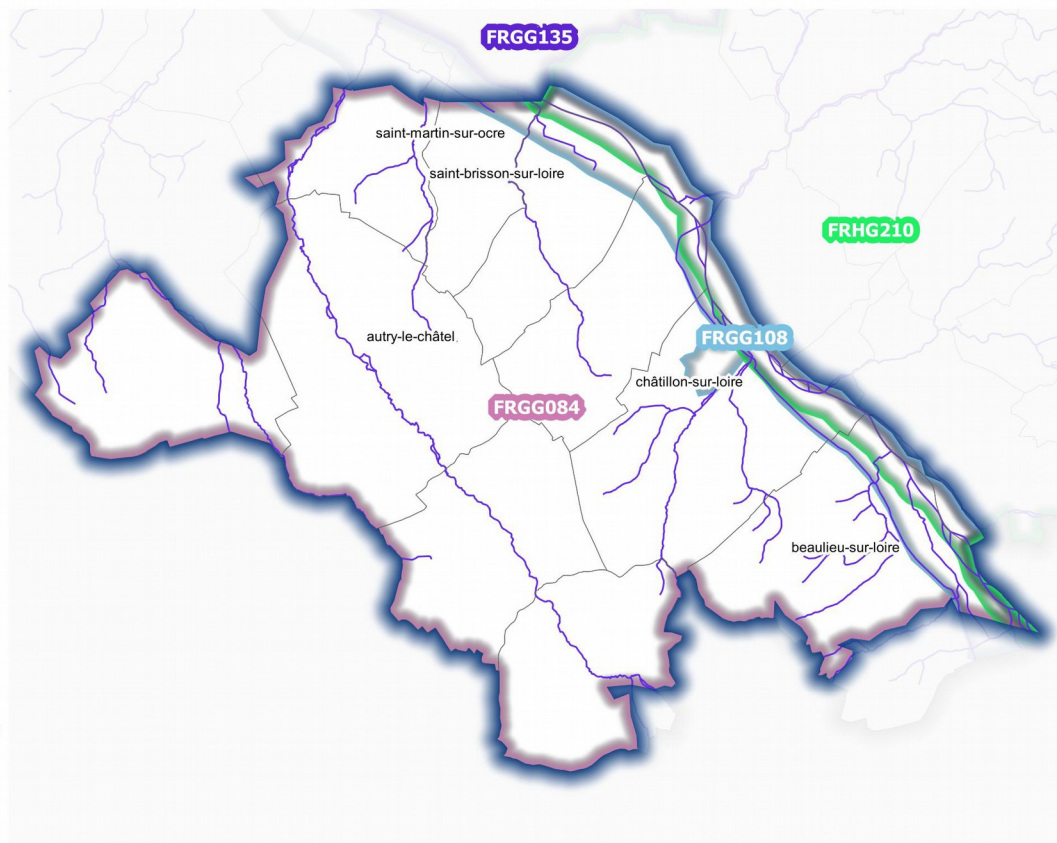 FRGG135
saint-martin-sur-ocre
saint-brisson-sur-loire
FRHG210
autry-le-châtel
FRGG108
châtillon-sur-loire
FRGG084
beaulieu-sur-loire